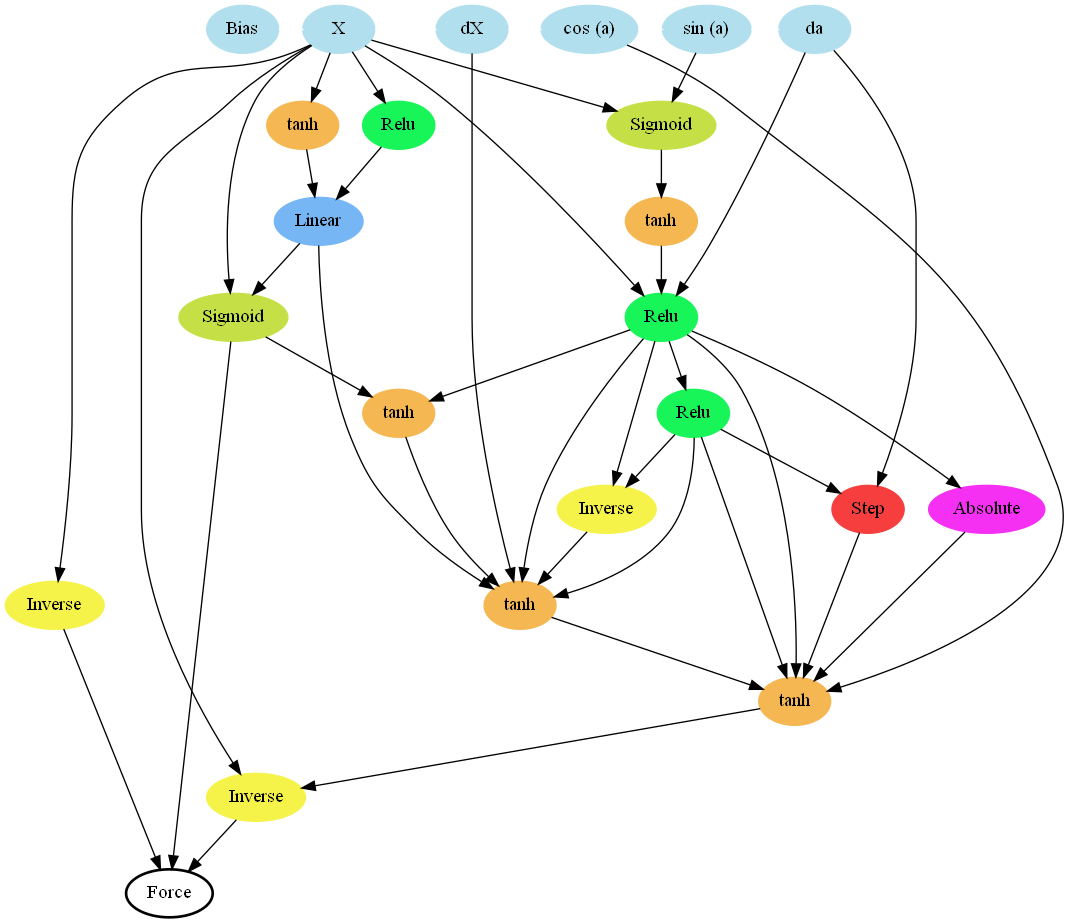 Bias
X
dX
cos (a)
sin (a)
da
tanh
Relu
Sigmoid
Linear
tanh
Sigmoid
Relu
tanh
Relu
Inverse
Step
Absolute
Inverse
tanh
tanh
Inverse
Force